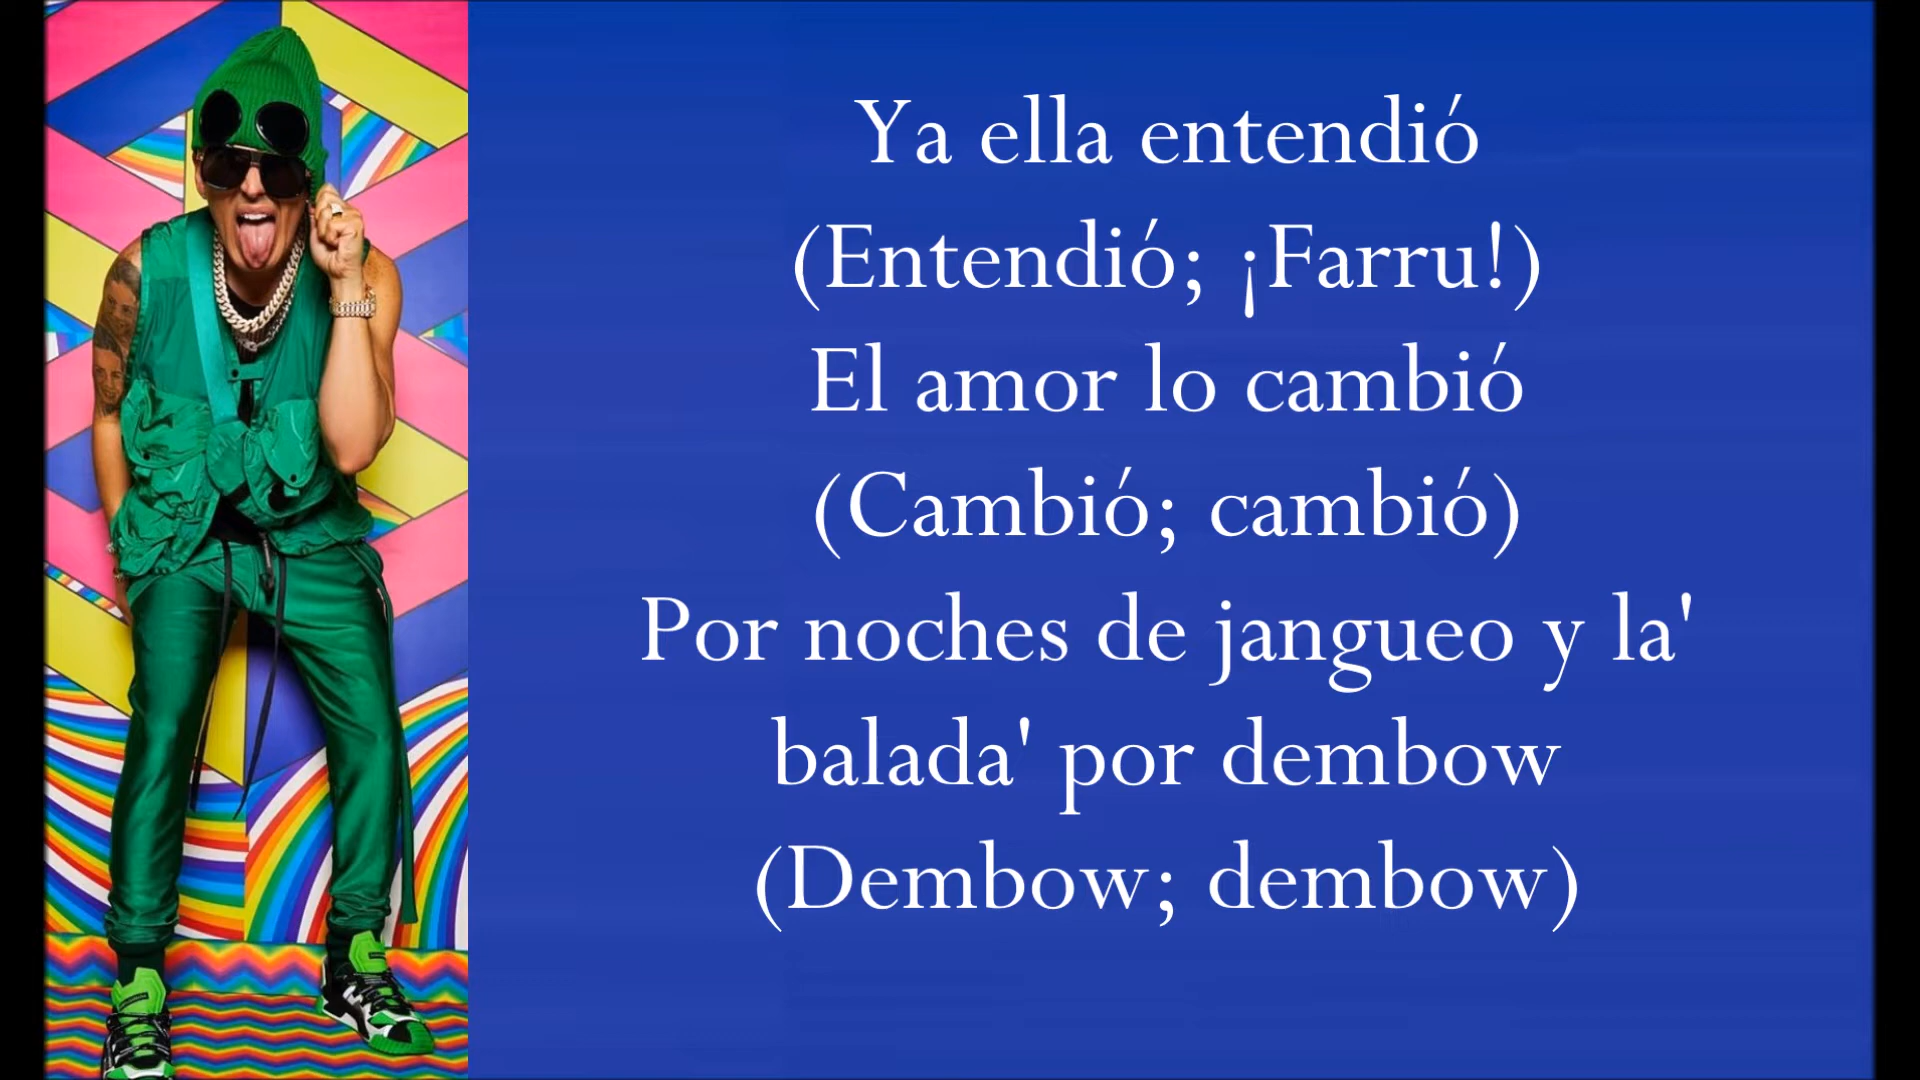 Ya ella entendió
(Entendió; ¡Farru!)
El amor lo cambió
(Cambió; cambió)
Por noches de jangueo y la'
balada' por dembow
(Dembow; dembow)